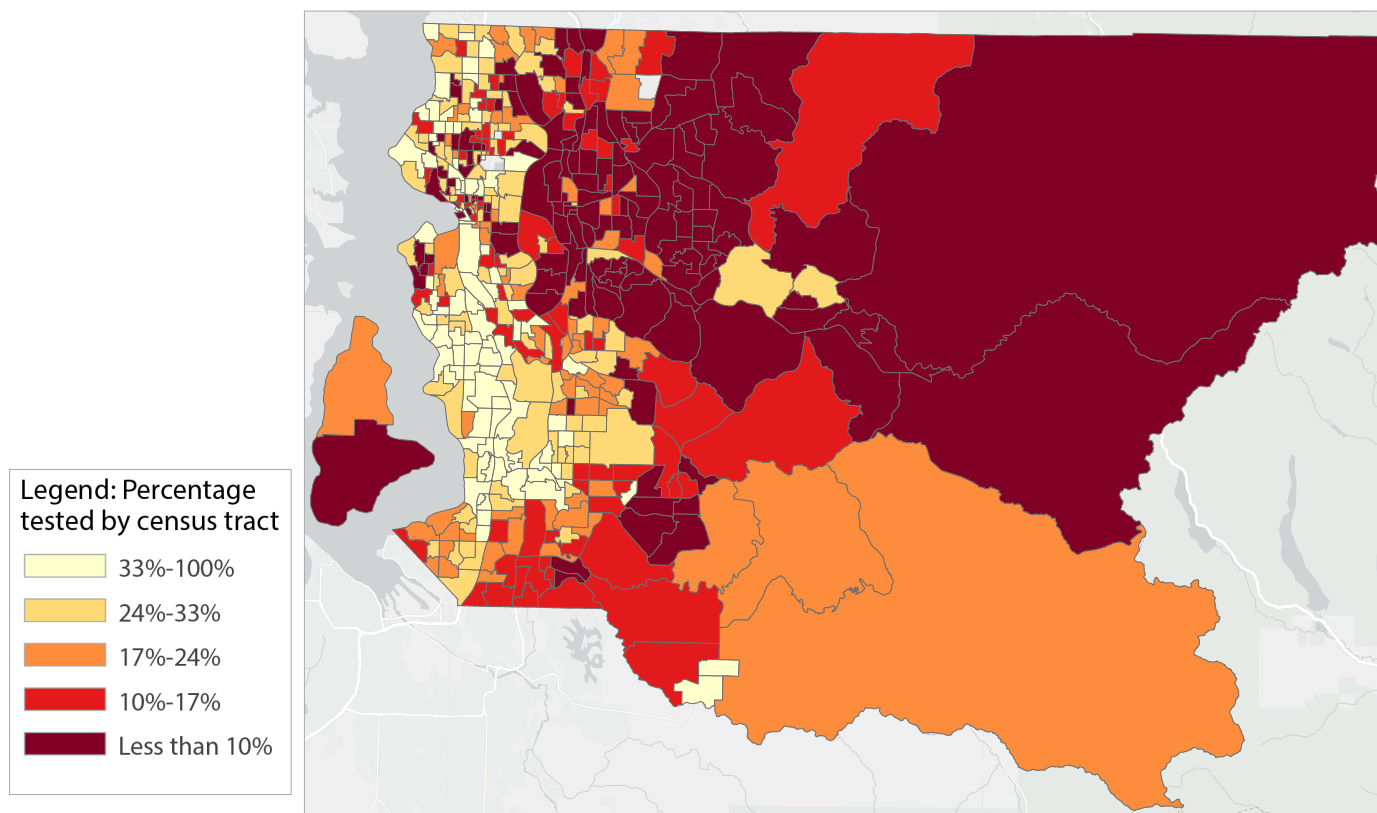 Legend: Percentage
tested by census tract
33%-100%
24%-33%
17%-24%
10%-17%
Less than 10%